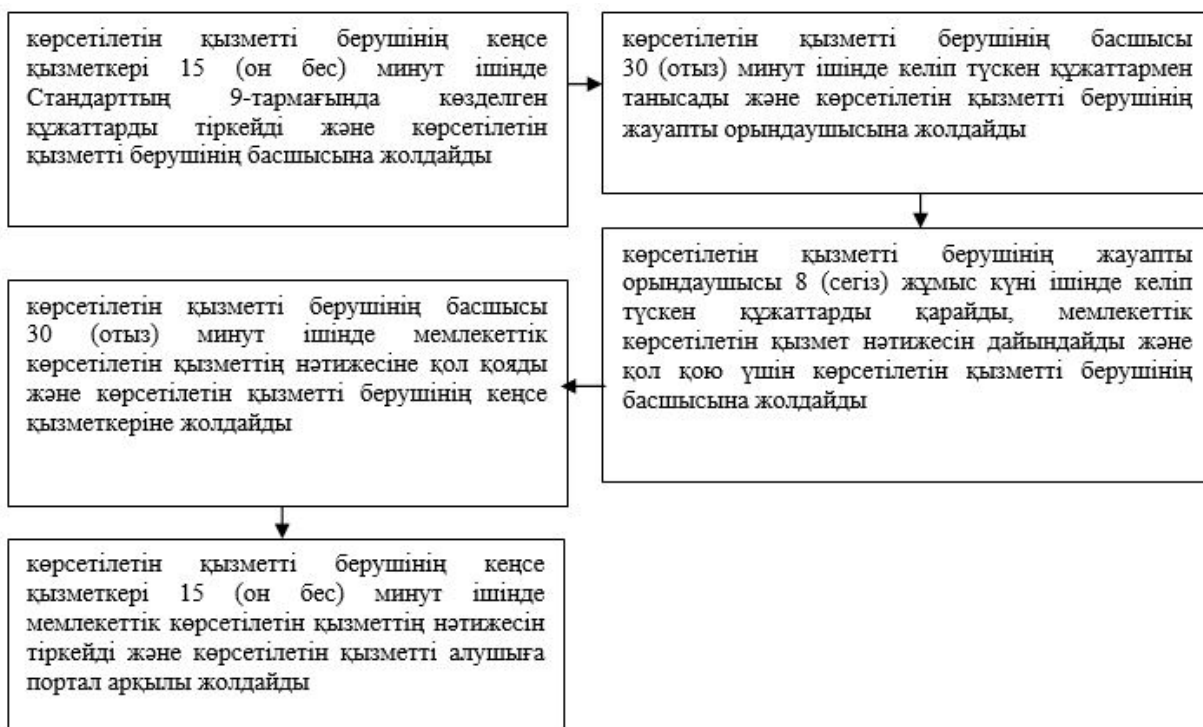 көрсетілетін қызметті берушінің кеңсе
қызметкері 15 (он бес) минут ішінде
Стандарттың 9-тармағында көзделген
құжаттарды тіркейді және көрсетілетін
қызметті берушінің басшысына жолдайды
көрсетілетін қызметті берушінің басшысы
30 (отыз) минут ішінде келіп түскен құжаттармен
танысады және көрсетілетін қызметті берушінің
жауапты орындаушысына жолдайды
көрсетілетін қызметті берушінің жауапты
орындаушысы 8 (сегіз) жұмыс күні ішінде келіп
түскен құжаттарды қарайды, мемлекеттік
көрсетілетін қызмет нәтижесін дайындайды және
қол қою үшін көрсетілетін қызметті берушінің
басшысына жолдайды
көрсетілетін қызметті берушінің басшысы
30 (отыз) минут ішінде мемлекеттік
көрсетілетін қызметтің нәтижесіне қол қояды
және көрсетілетін қызметті берушінің кеңсе
қызметкеріне жолдайды
көрсетілетін қызметті берушінің кеңсе
қызметкері 15 (он бес) минут ішінде
мемлекеттік көрсетілетін қызметтің нәтижесін
тіркейді және көрсетілетін қызметті алушыға
портал арқылы жолдайды